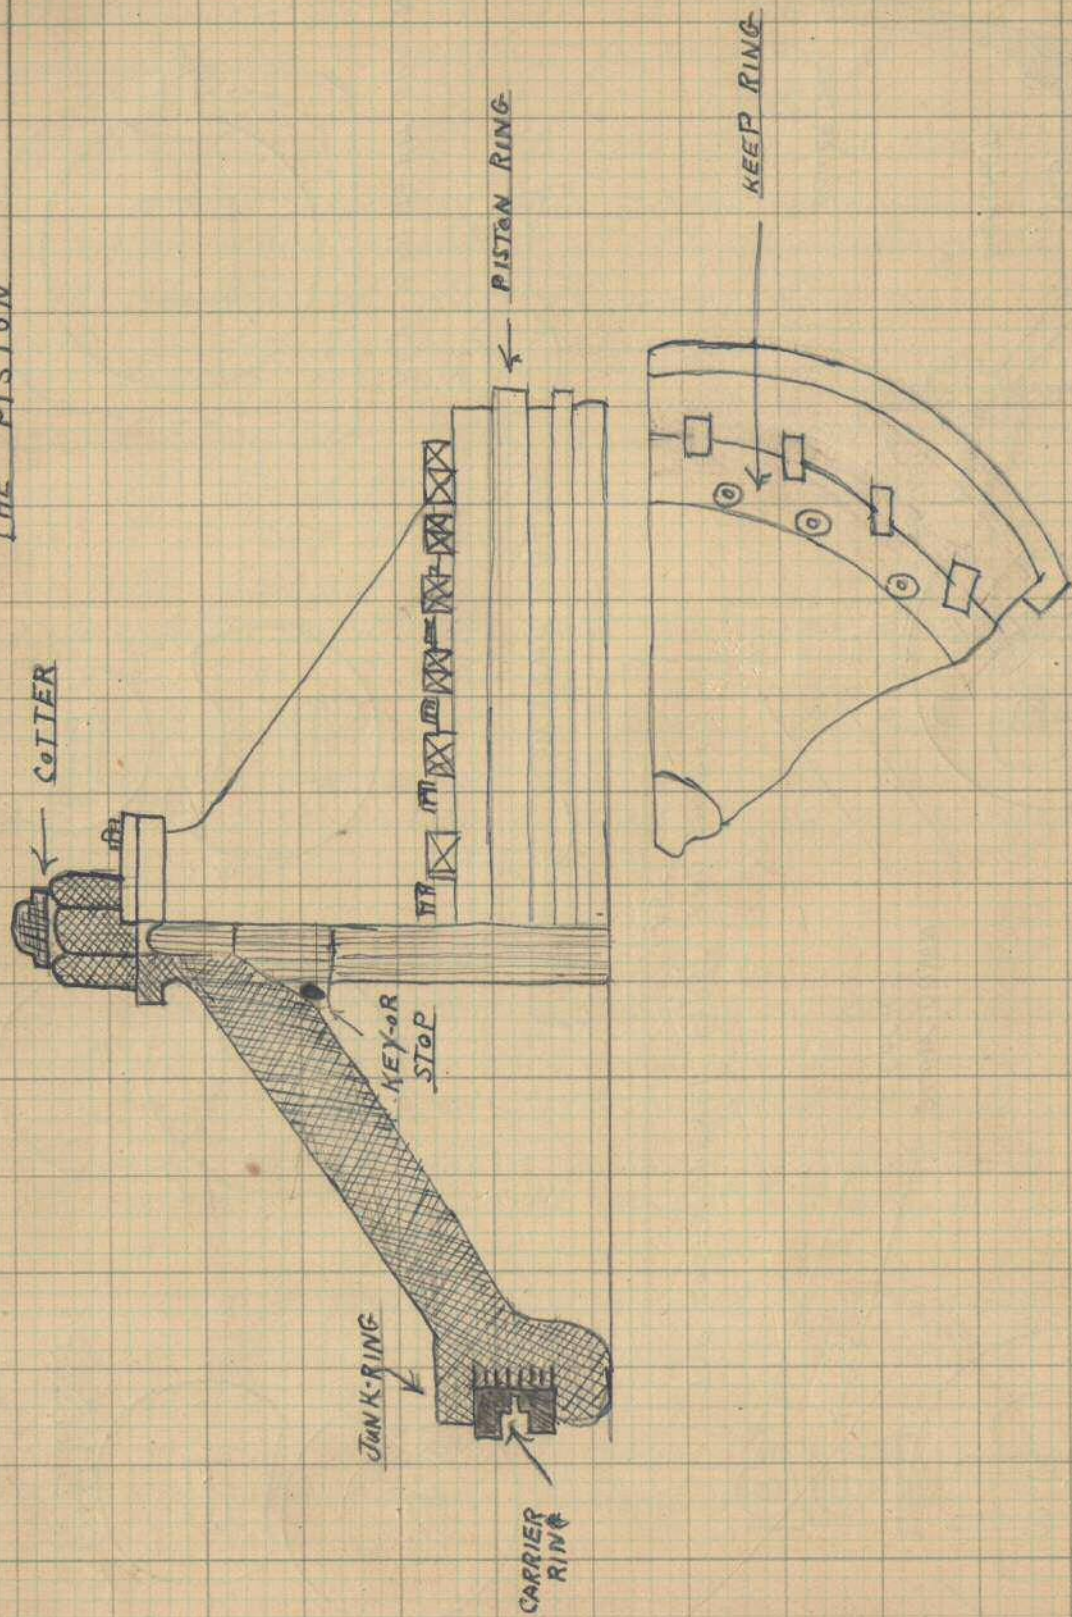 THE PISTON
COTTER
PISTON RING
KEEP RING
KEY-OR
STOP
JUNK-RING
CARRIER
RING